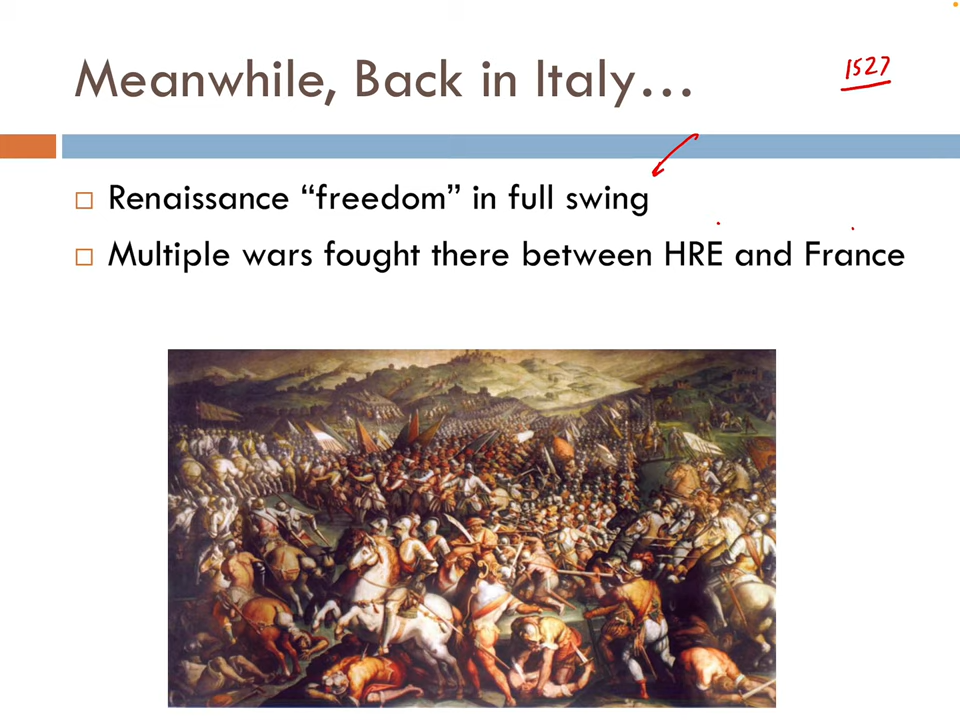 Meanwhile, Back in Italy…
1527
Renaissance “freedom” in full swing
Multiple wars fought there between HRE and France